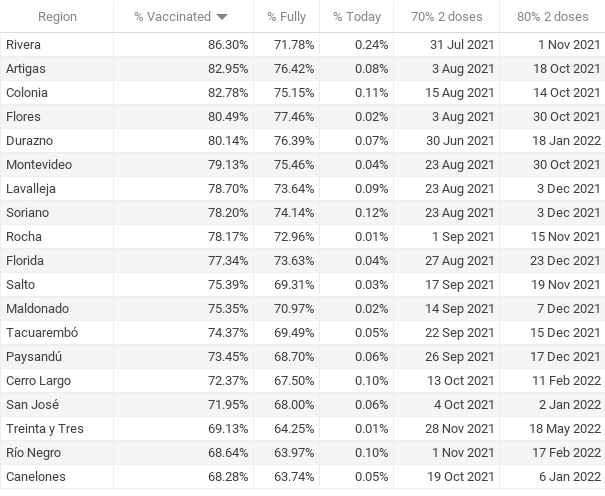 Region % Vaccinated % Fully % Today 70% 2 doses 80% 2 doses
Rivera 86.30% 71.78% 0.24% 31 Jul 2021 1 Nov 2021
Artigas 82.95% 76.42% 0.08% 3 Aug 2021 18 Oct 2021
Colonia 82.78% 75.15% 0.11% 15 Aug 2021 14 Oct 2021
Flores 80.49% 77.46% 0.02% 3 Aug 2021 30 Oct 2021
Durazno 80.14% 76.39% 0.07% 30 Jun 2021 18 Jan 2022
Montevideo 79.13% 75.46% 0.04% 23 Aug 2021 30 Oct 2021
Lavalleja 78.70% 73.64% 0.09% 23 Aug 2021 3 Dec 2021
Soriano 78.20% 74.14% 0.12% 23 Aug 2021 3 Dec 2021
Rocha 78.17% 72.96% 0.01% 1 Sep 2021 15 Nov 2021
Florida 77.34% 73.63% 0.04% 27 Aug 2021 23 Dec 2021
Salto 75.39% 69.31% 0.03% 17 Sep 2021 19 Nov 2021
Maldonado 75.35% 70.97% 0.02% 14 Sep 2021 7 Dec 2021
Tacuarembó 74.37% 69.49% 0.05% 22 Sep 2021 15 Dec 2021
Paysandú 73.45% 68.70% 0.06% 26 Sep 2021 17 Dec 2021
Cerro Largo 72.37% 67.50% 0.10% 13 Oct 2021 11 Feb 2022
San José 71.95% 68.00% 0.06% 4 Oct 2021 2 Jan 2022
Treinta y Tres 69.13% 64.25% 0.01% 28 Nov 2021 18 May 2022
Río Negro 68.64% 63.97% 0.10% 1 Nov 2021 17 Feb 2022
Canelones 68.28% 63.74% 0.05% 19 Oct 2021 6 Jan 2022